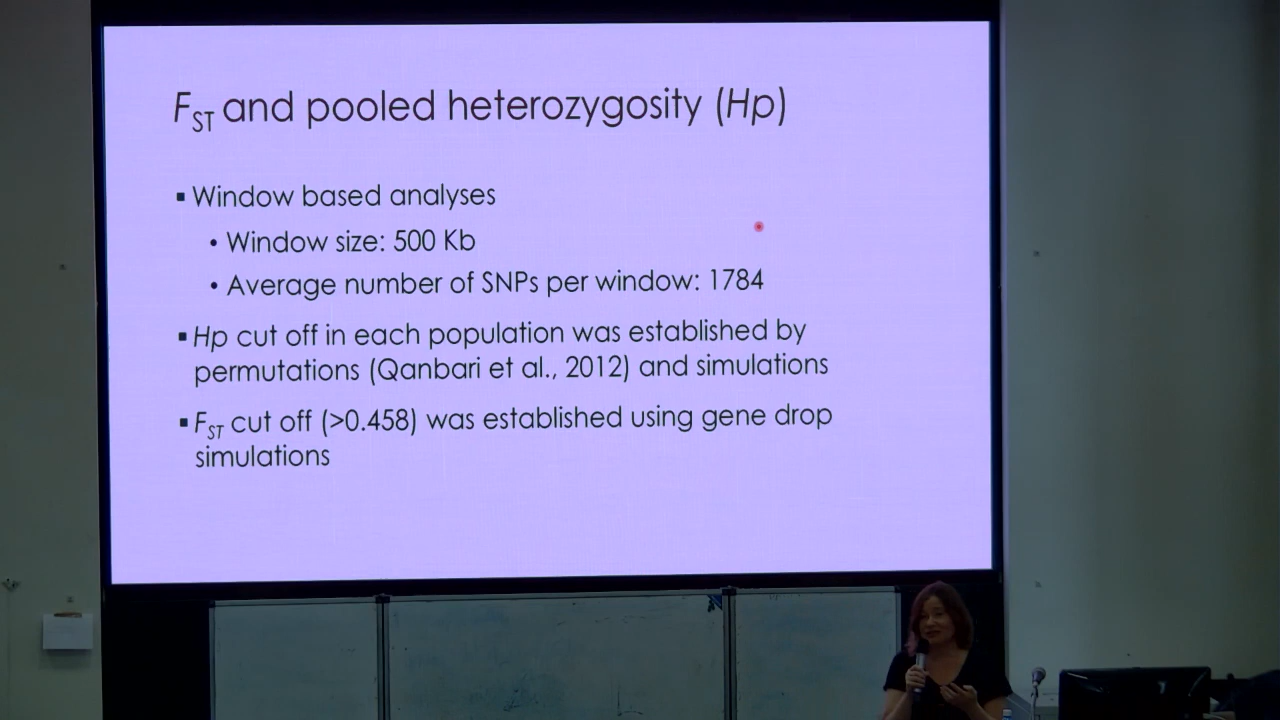 FST and pooled heterozygosity (Hp)
▪ Window based analyses
• Window size: 500 Kb
• Average number of SNPs per window: 1784
▪ Hp cut off in each population was established by
permutations (Qanbari et al., 2012) and simulations
▪ FST cut off (>0.458) was established using gene drop
simulations